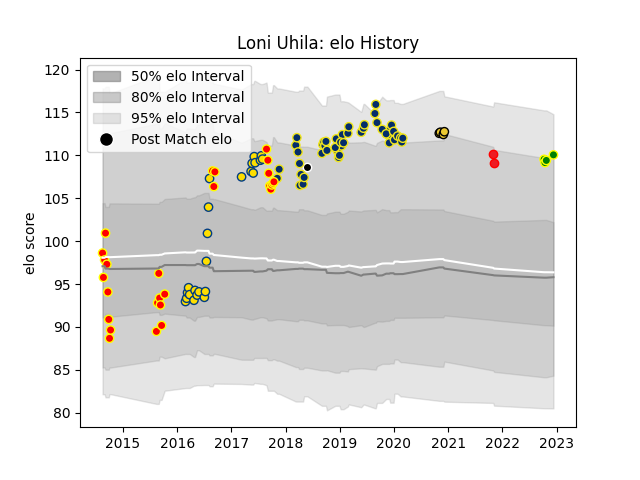 Loni Uhila: elo History
50% elo Interval
80% elo Interval
95% elo Interval
Post Match elo
elo score
120
115
110
105
100
95
90
85
80
2015 2016 2017 2018 2019 2020 2021 2022 2023